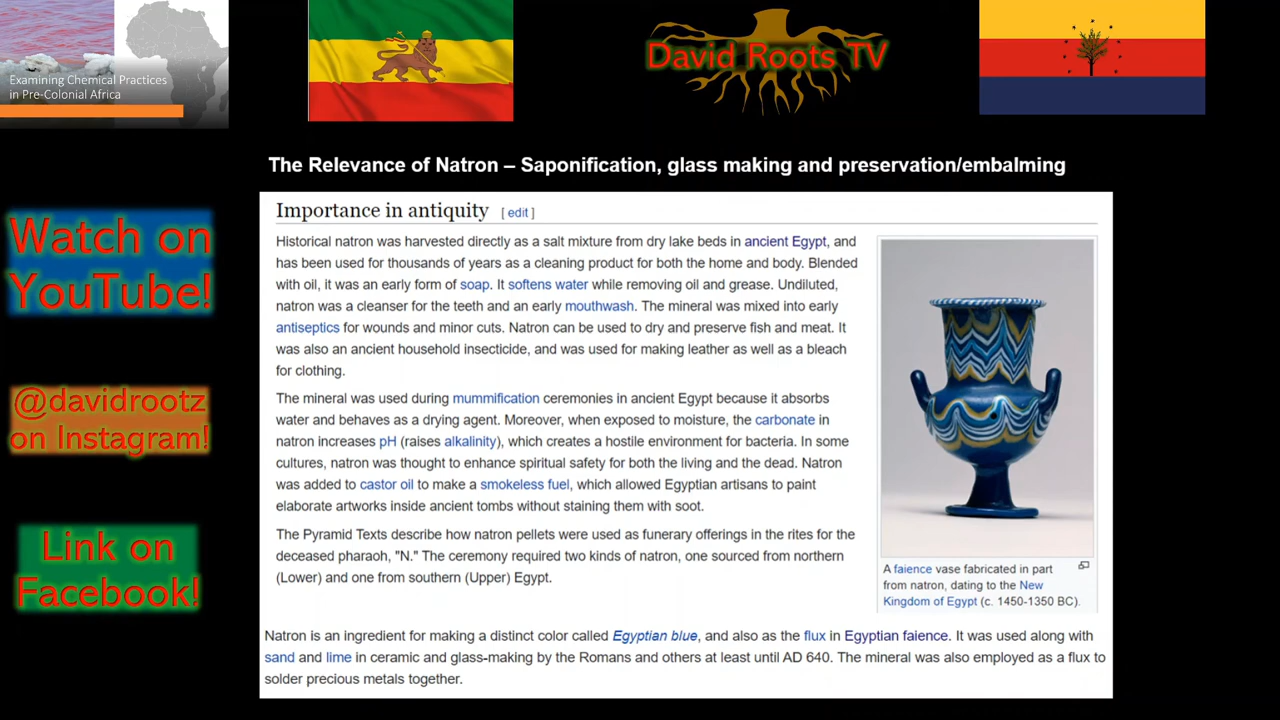 Examining Chemical Practices
in Pre-Colonial Africa
David Roots TV
The Relevance of Natron – Saponification, glass making and preservation/embalming
Watch on
YouTube!
@davidrootz
on Instagram!
Link on
Facebook!
Importance in antiquity [ edit ]
Historical natron was harvested directly as a salt mixture from dry lake beds in ancient Egypt, and
has been used for thousands of years as a cleaning product for both the home and body. Blended
with oil, it was an early form of soap. It softens water while removing oil and grease. Undiluted,
natron was a cleanser for the teeth and an early mouthwash. The mineral was mixed into early
antiseptics for wounds and minor cuts. Natron can be used to dry and preserve fish and meat. It
was also an ancient household insecticide, and was used for making leather as well as a bleach
for clothing.
The mineral was used during mummification ceremonies in ancient Egypt because it absorbs
water and behaves as a drying agent. Moreover, when exposed to moisture, the carbonate in
natron increases pH (raises alkalinity), which creates a hostile environment for bacteria. In some
cultures, natron was thought to enhance spiritual safety for both the living and the dead. Natron
was added to castor oil to make a smokeless fuel, which allowed Egyptian artisans to paint
elaborate artworks inside ancient tombs without staining them with soot.
The Pyramid Texts describe how natron pellets were used as funerary offerings in the rites for the
deceased pharaoh, "N." The ceremony required two kinds of natron, one sourced from northern
(Lower) and one from southern (Upper) Egypt.
A faience vase fabricated in part
from natron, dating to the New
Kingdom of Egypt (c. 1450-1350 BC).
Natron is an ingredient for making a distinct color called Egyptian blue, and also as the flux in Egyptian faience. It was used along with
sand and lime in ceramic and glass-making by the Romans and others at least until AD 640. The mineral was also employed as a flux to
solder precious metals together.